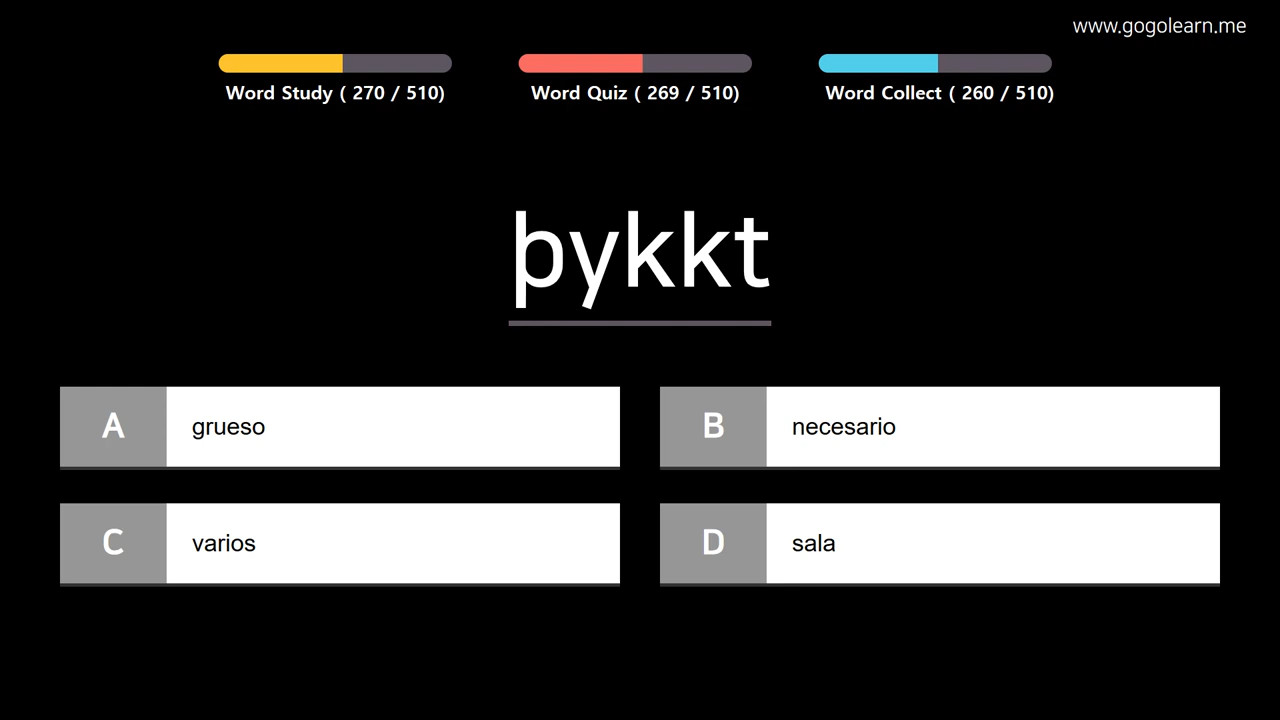 www.gogolearn.me
Word Study ( 270 / 510)
Word Quiz ( 269 / 510)
Word Collect ( 260 / 510)
þykkt
A grueso
B necesario
C varios
D sala